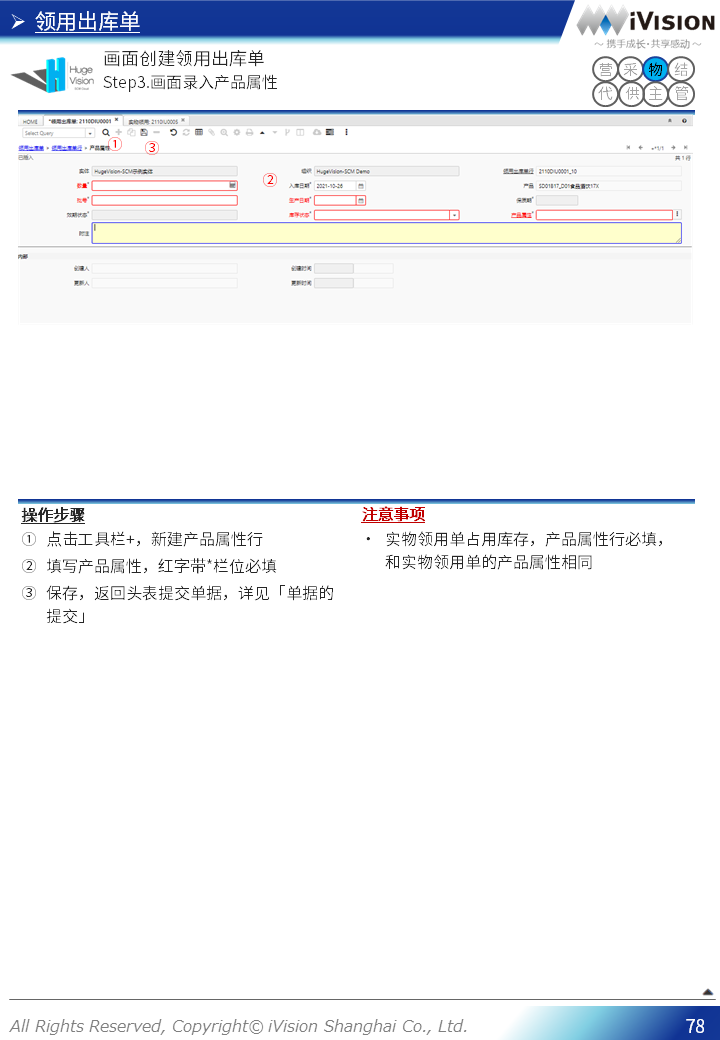 ➢ 领用出库单
iVision
～ 携手成长·共享感动 ～
Huge
Vision
画面创建领用出库单
Step3.画面录入产品属性
营 采 物 结
代 供 主 管
HOME *领用出库单: 2110DIU0001 × 实物领用: 2110IU0005 ×
Select Query
① ③
领用出库单 » 领用出库单行 » 产品属性
已插入 共 1 行
实体 HugeVision-SCM示例实体 组织 HugeVision-SCM Demo 领用出库单行 2110DIU0001_10
②
数量* 入库日期* 2021-10-26 产品 SD01817_D01食品酒饮17X
批号* 生产日期* 保质期*
效期状态* 库存状态* 产品属性*
附注
内部
创建人 创建时间
更新人 更新时间
操作步骤
① 点击工具栏+，新建产品属性行
② 填写产品属性，红字带*栏位必填
③ 保存，返回头表提交单据，详见「单据的
提交」
注意事项
• 实物领用单占用库存，产品属性行必填，
和实物领用单的产品属性相同
All Rights Reserved, Copyright© iVision Shanghai Co., Ltd.
78